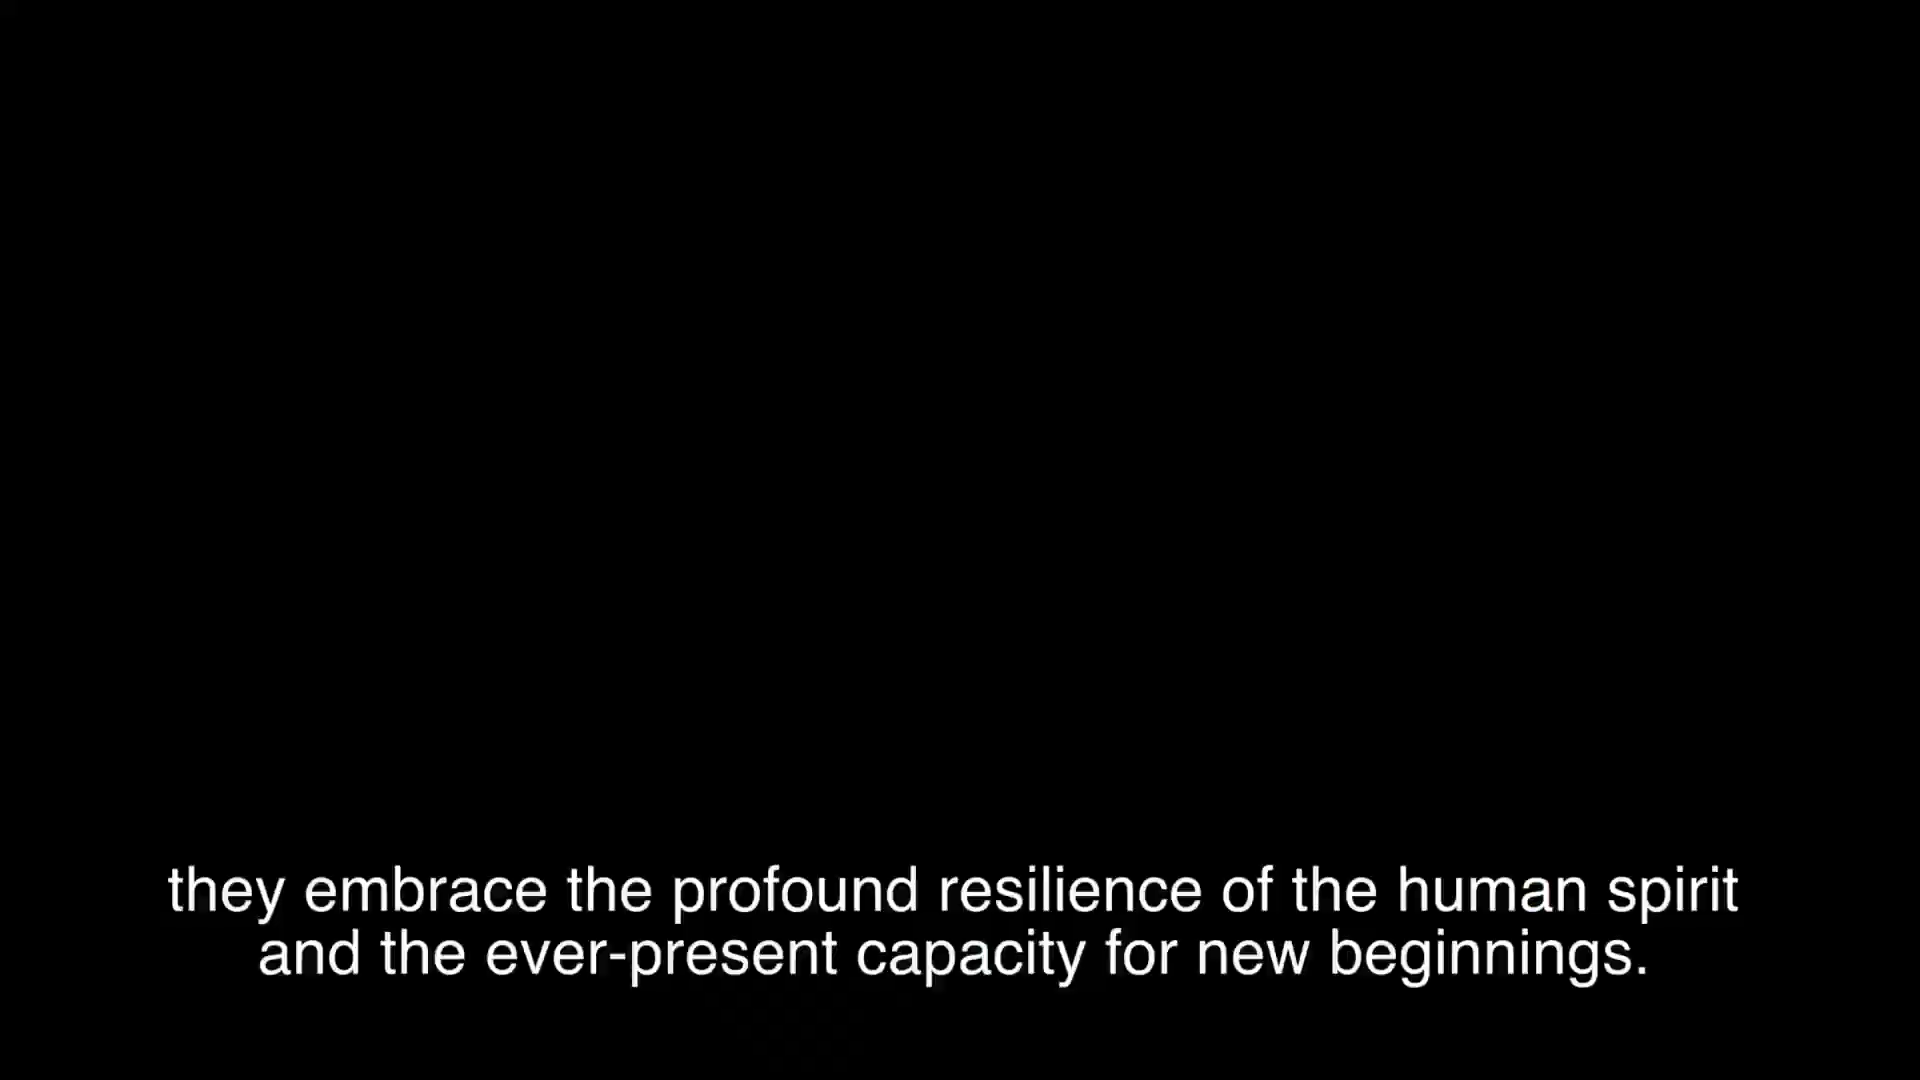 they embrace the profound resilience of the human spirit
and the ever-present capacity for new beginnings.